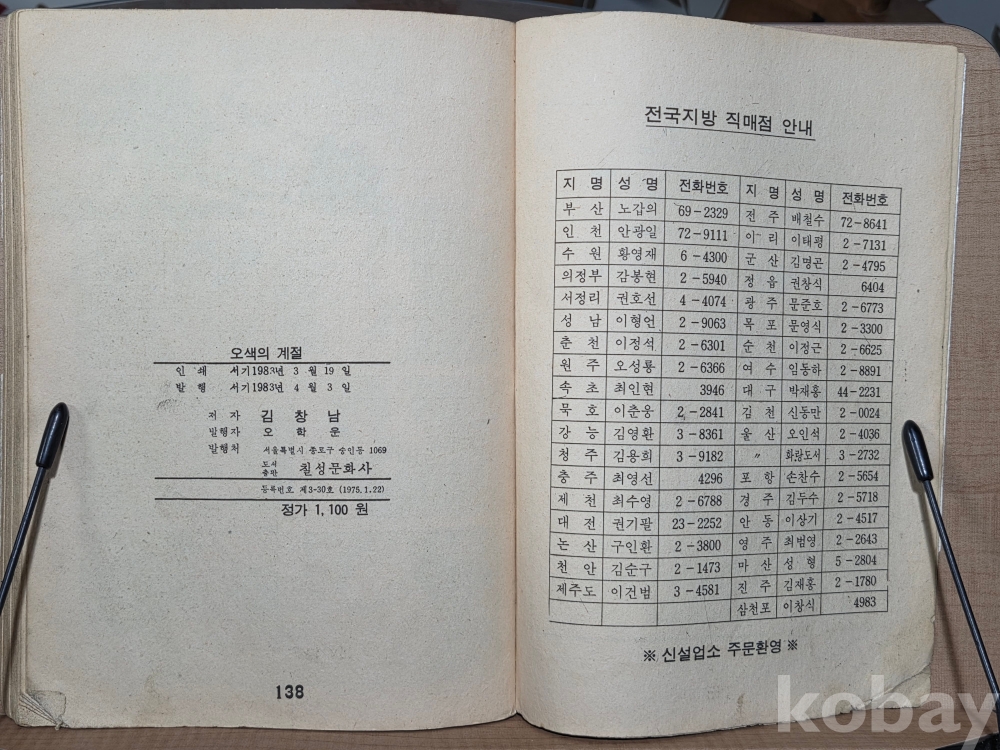 오색의 계절
인 쇄 서기1983년 3 월 19 일
발 행 서기1983년 4 월 3 일
저 자 김 창 남
발행자 오 학 운
발행처 서울특별시 종로구 숭인동 1069
도서출판 칠성문화사
등록번호 제3-30호 (1975.1.22)
정가 1,100 원
138
전국지방 직매점 안내
지 명 성 명 전화번호 지 명 성 명 전화번호
부 산 노갑의 69-2329 전 주 배철수 72-8641
인 천 안광일 72-9111 이 리 이태평 2-7131
수 원 황영재 6-4300 군 산 김명곤 2-4795
의정부 감봉현 2-5940 정 읍 권창식 6404
서정리 권호선 4-4074 광 주 문준호 2-6773
성 남 이형언 2-9063 목 포 문영식 2-3300
춘 천 이정석 2-6301 순 천 이정근 2-6625
원 주 오성룡 2-6366 여 수 임동하 2-8891
속 초 최인현 3946 대 구 박재홍 44-2231
묵 호 이춘웅 2-2841 김 천 신동만 2-0024
강 능 김영환 3-8361 울 산 오인석 2-4036
청 주 김용희 3-9182 〃 화랑도서 3-2732
충 주 최영선 4296 포 항 손찬수 2-5654
제 천 최수영 2-6788 경 주 김두수 2-5718
대 전 권기팔 23-2252 안 동 이상기 2-4517
논 산 구인환 2-3800 영 주 최범영 2-2643
천 안 김순구 2-1473 마 산 성 형 5-2804
제주도 이건범 3-4581 진 주 김재홍 2-1780
삼천포 이창식 4983
※ 신설업소 주문환영 ※
kobay